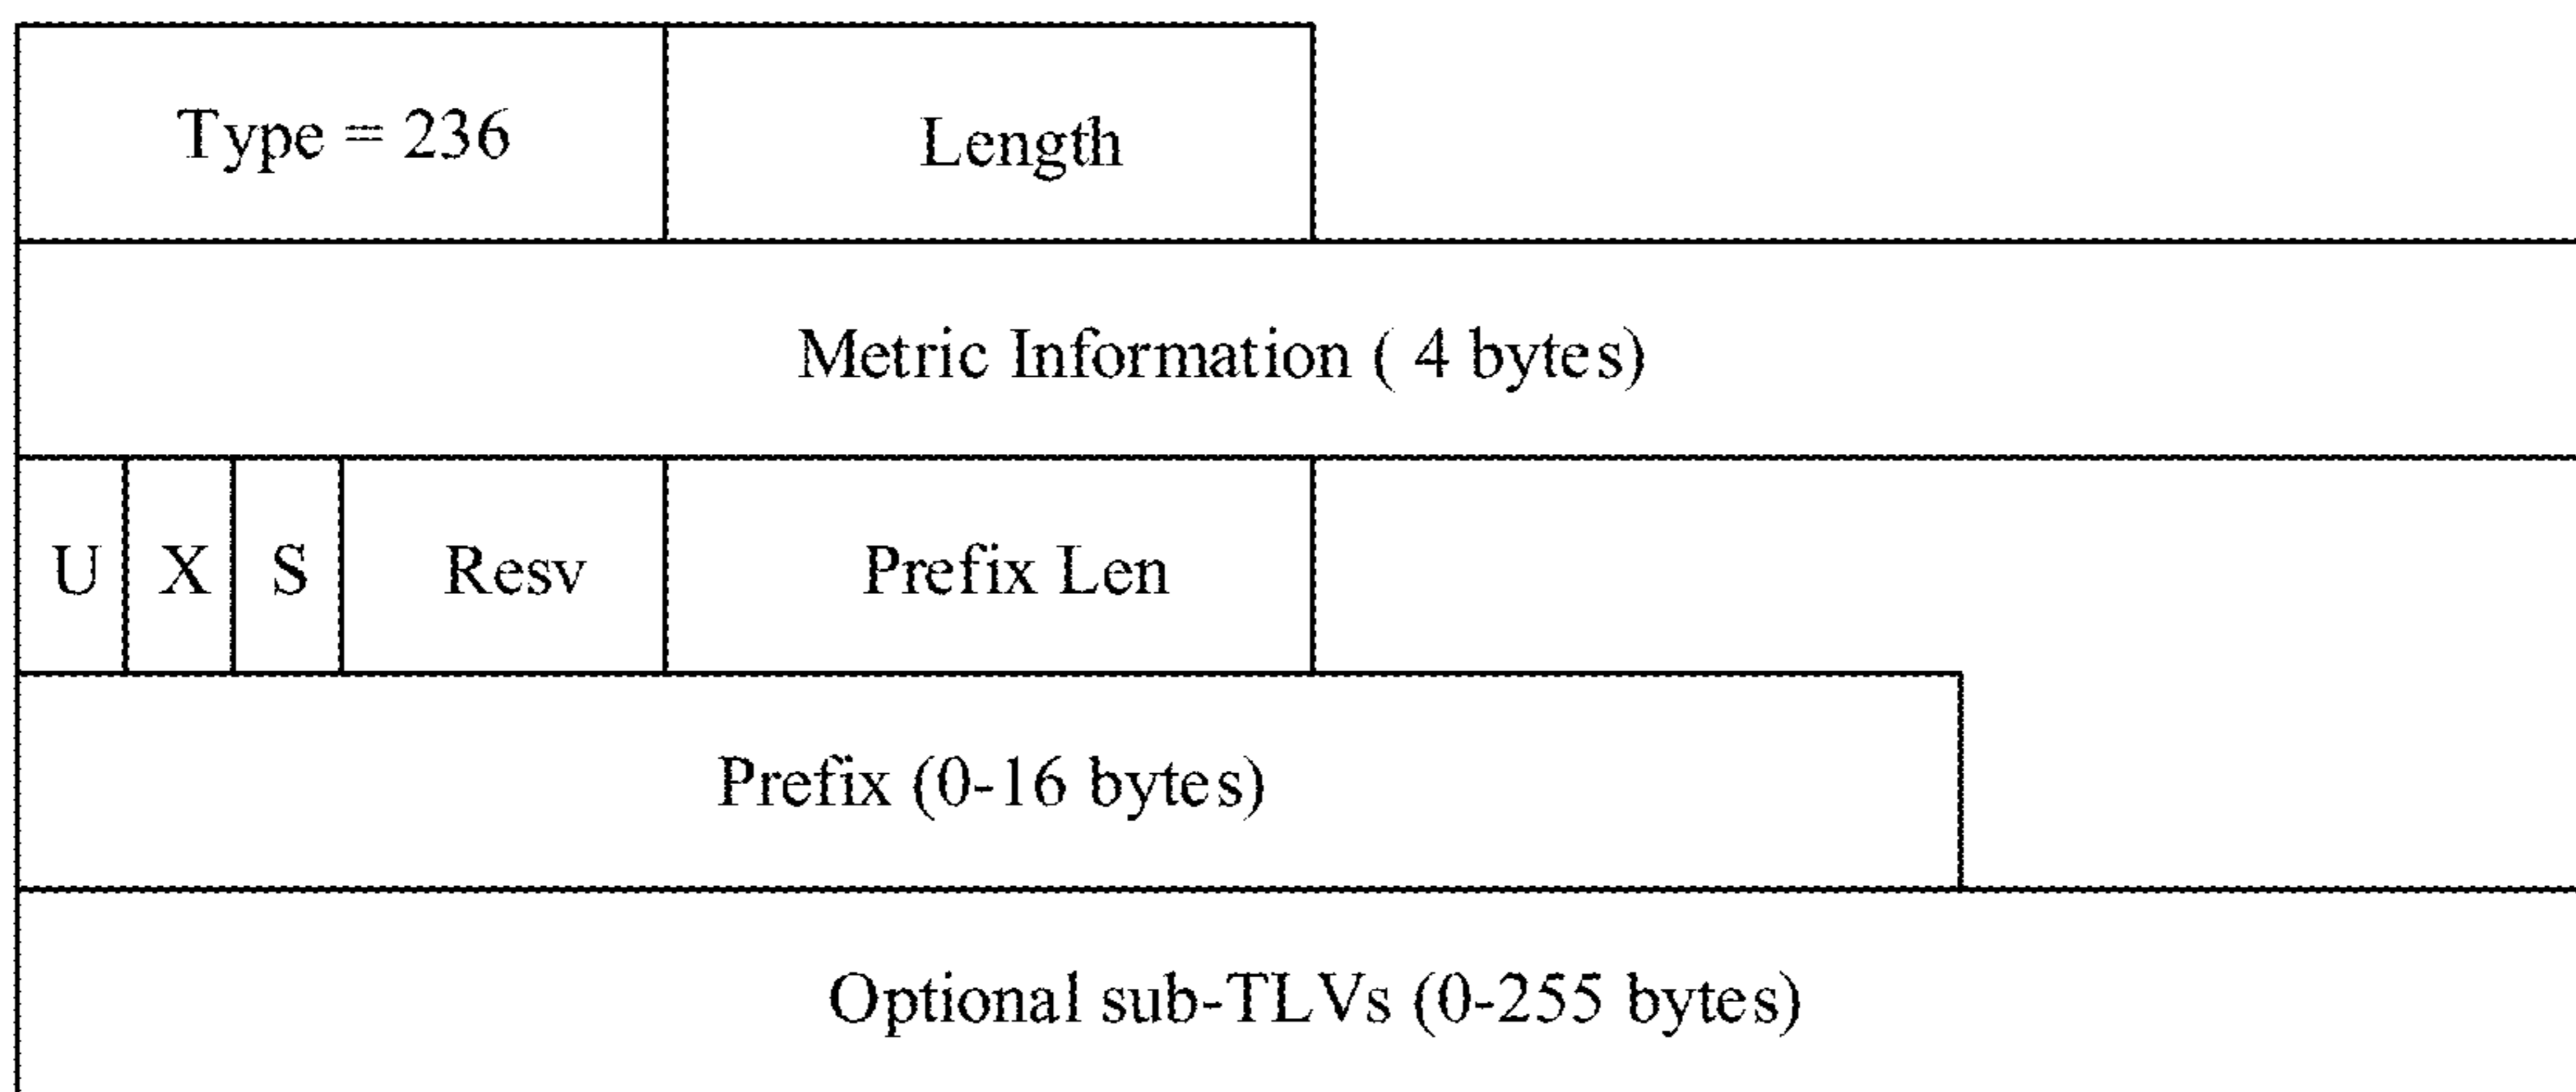 Type = 236 Length
Metric Information ( 4 bytes)
U X S Resv Prefix Len
Prefix (0-16 bytes)
Optional sub-TLVs (0-255 bytes)